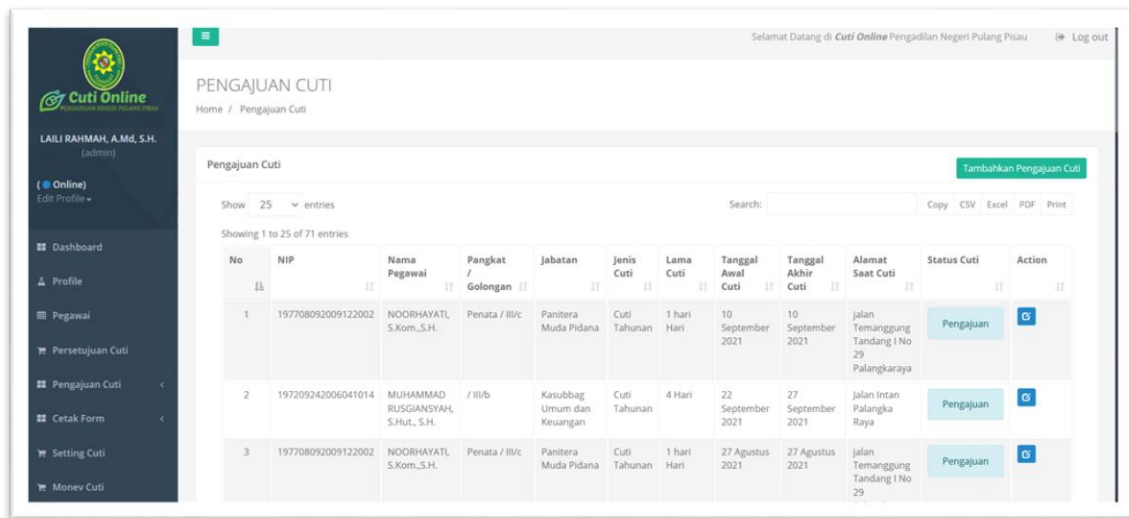 Selamat Datang di Cuti Online Pengadilan Negeri Pulang Pisau
Log out
Cuti Online
PENGADILAN NEGERI PULANG PISAU
LAILI RAHMAH, A.Md, S.H.
(admin)
( Online)
Edit Profile
Dashboard
Profile
Pegawai
Persetujuan Cuti
Pengajuan Cuti
Cetak Form
Setting Cuti
Monev Cuti
PENGAJUAN CUTI
Home / Pengajuan Cuti
Pengajuan Cuti
Tambahkan Pengajuan Cuti
Show 25 entries
Search:
Copy CSV Excel PDF Print
Showing 1 to 25 of 71 entries
No NIP Nama Pangkat Jabatan Jenis Lama Tanggal Tanggal Alamat Status Cuti Action
Pegawai / Cuti Cuti Awal Akhir Saat Cuti
Golongan Cuti Cuti
1 197708092009122002 NOORHAYATI, Penata / III/c Panitera Cuti 1 hari 10 10 jalan Pengajuan
S.Kom.,S.H. Muda Pidana Tahunan Hari September September Temanggung
2021 2021 Tandang I No
29
Palangkaraya
2 197209242006041014 MUHAMMAD / III/b Kasubbag Cuti 4 Hari 22 27 Jalan Intan Pengajuan
RUSGIANSYAH, Umum dan Tahunan September September Palangka
S.Hut., S.H. Keuangan 2021 2021 Raya
3 197708092009122002 NOORHAYATI, Penata / III/c Panitera Cuti 1 hari 27 Agustus 27 Agustus jalan Pengajuan
S.Kom.,S.H. Muda Pidana Tahunan Hari 2021 2021 Temanggung
Tandang I No
29